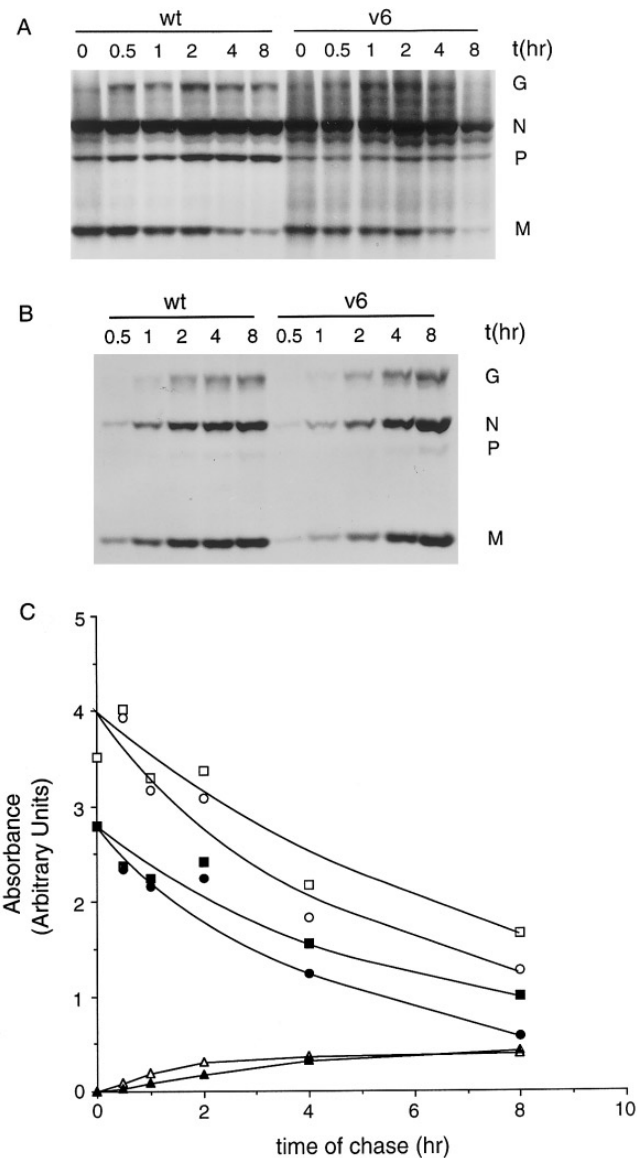 A
wt v6
0 0.5 1 2 4 8 0 0.5 1 2 4 8 t(hr)
G
N
P
M
B
wt v6
0.5 1 2 4 8 0.5 1 2 4 8 t(hr)
G
N
P
M
C
5
4
3
2
1
0
Absorbance
(Arbitrary Units)
0 2 4 6 8 10
time of chase (hr)